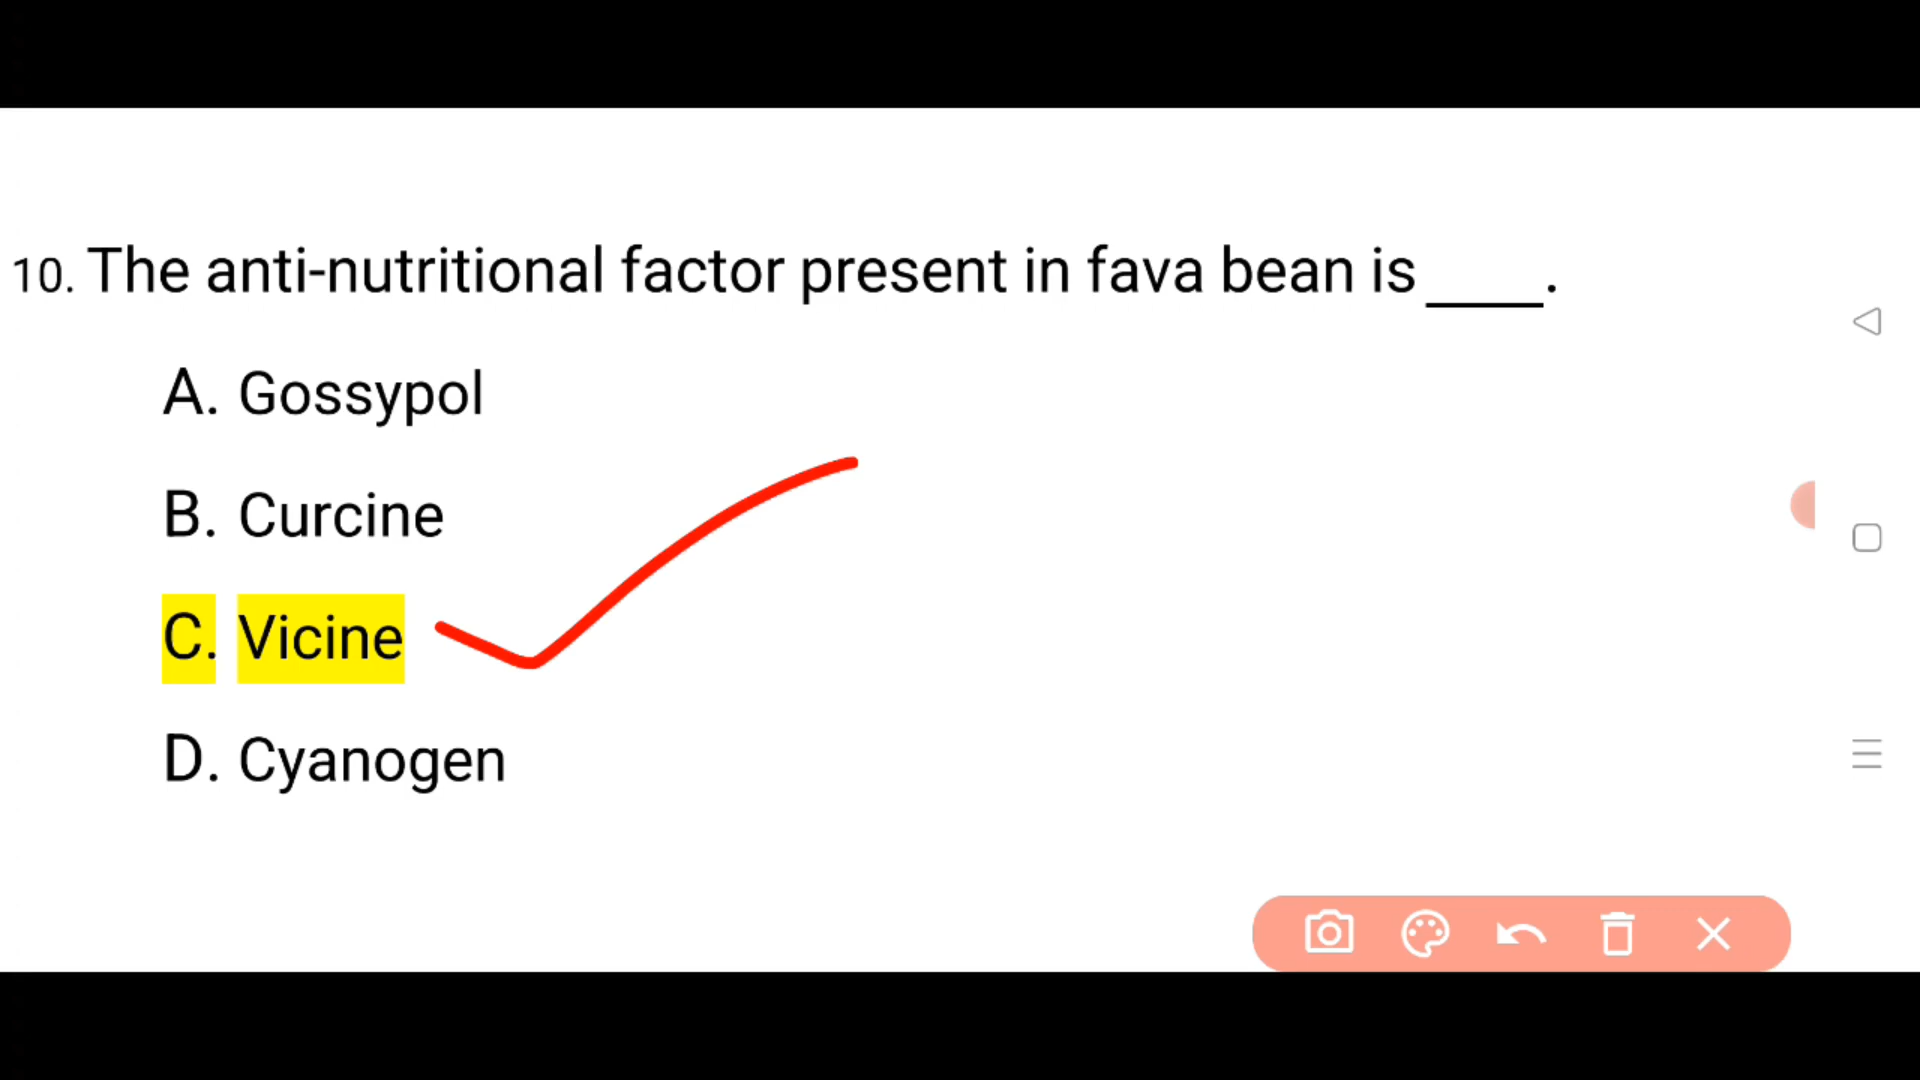 10. The anti-nutritional factor present in fava bean is ____.
A. Gossypol
B. Curcine
C. Vicine
D. Cyanogen